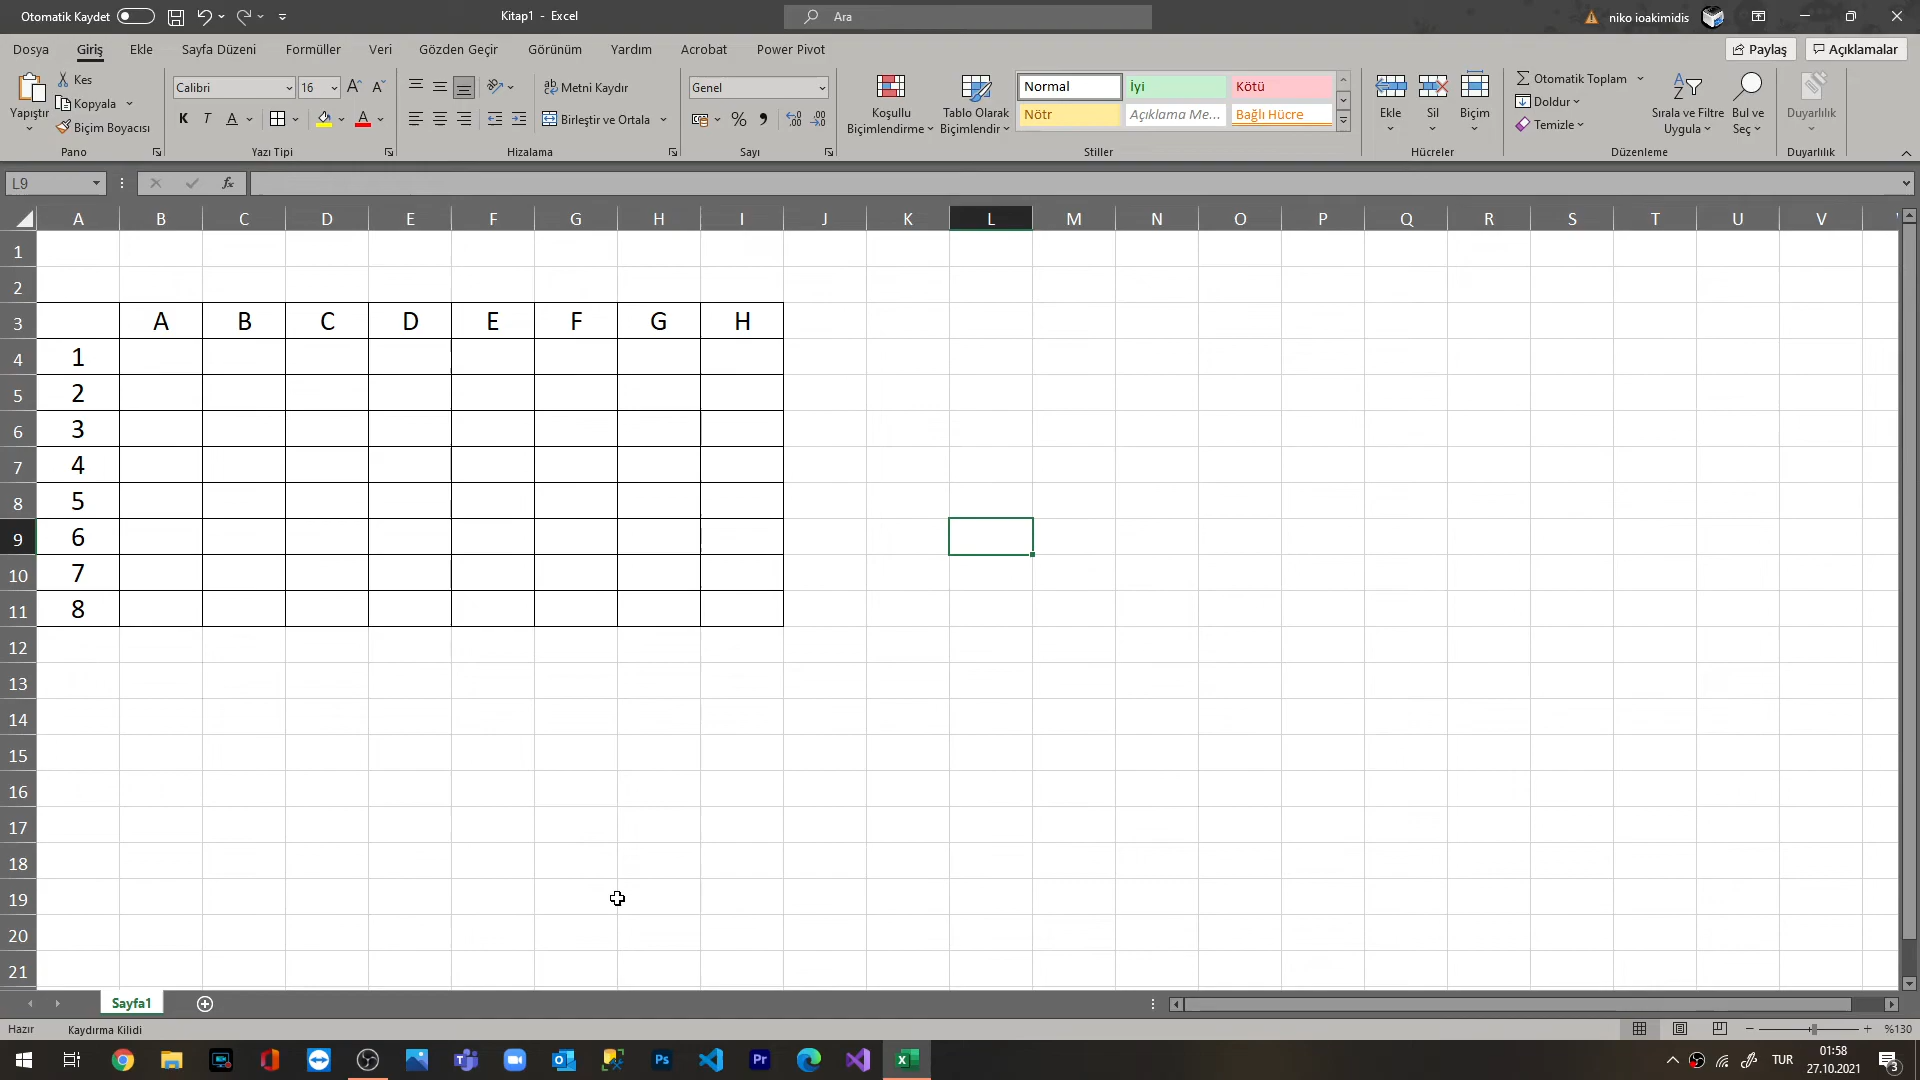 Otomatik Kaydet
Kitap1 - Excel
Ara
niko ioakimidis
Dosya Giriş Ekle Sayfa Düzeni Formüller Veri Gözden Geçir Görünüm Yardım Acrobat Power Pivot
Paylaş Açıklamalar
Yapıştır
Kes
Kopyala
Biçim Boyacısı
Pano
Calibri 16
K T A
Yazı Tipi
Metni Kaydır
Birleştir ve Ortala
Hizalama
Genel
Sayı
Koşullu
Biçimlendirme
Tablo Olarak
Biçimlendir
Normal İyi Kötü
Nötr Açıklama Me... Bağlı Hücre
Stiller
Ekle Sil Biçim
Hücreler
Otomatik Toplam
Doldur
Temizle
Sırala ve Filtre
Uygula
Bul ve
Seç
Düzenleme
Duyarlılık
Duyarlılık
L9
fx
A B C D E F G H I J K L M N O P Q R S T U V
1
2
3 A B C D E F G H
4 1
5 2
6 3
7 4
8 5
9 6
10 7
11 8
12
13
14
15
16
17
18
19
20
21
Sayfa1
Hazır Kaydırma Kilidi
%130
TUR
01:58
27.10.2021
3